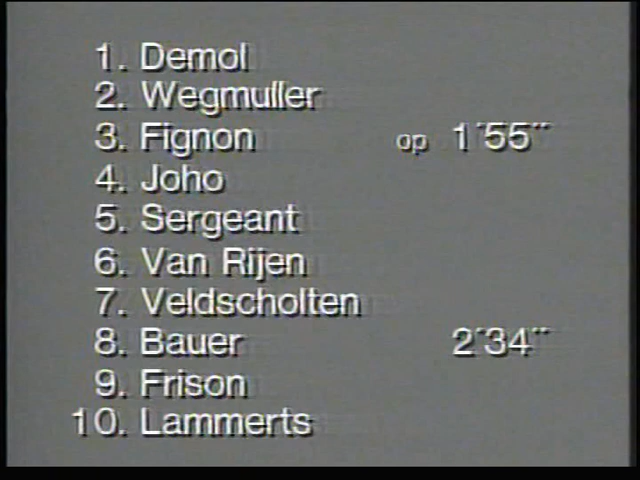 1. Demol
2. Wegmuller
3. Fignon op 1'55"
4. Joho
5. Sergeant
6. Van Rijen
7. Veldscholten
8. Bauer 2'34"
9. Frison
10. Lammerts